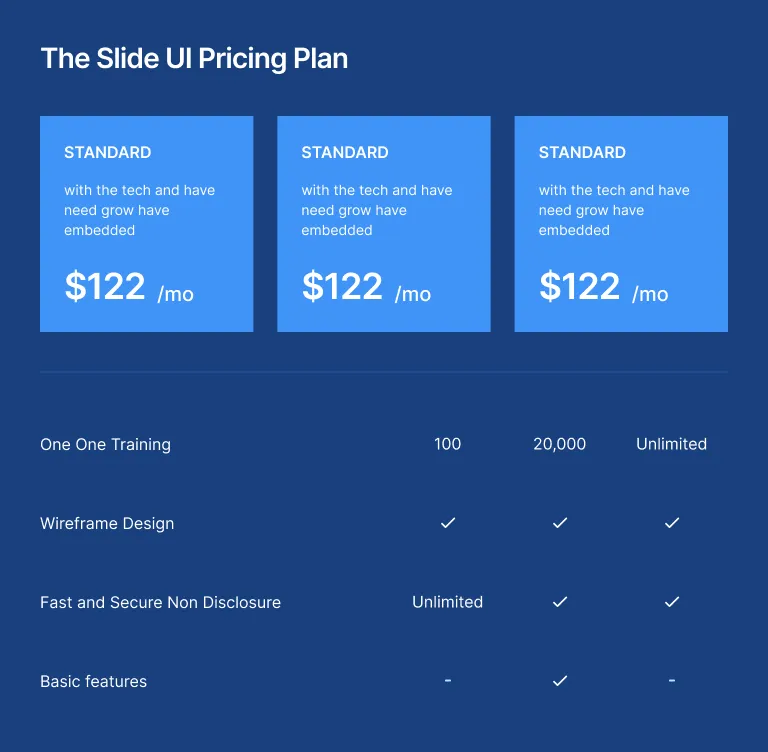 The Slide UI Pricing Plan
STANDARD
with the tech and have
need grow have
embedded
$122 /mo
STANDARD
with the tech and have
need grow have
embedded
$122 /mo
STANDARD
with the tech and have
need grow have
embedded
$122 /mo
One One Training 100 20,000 Unlimited
Wireframe Design ✓ ✓ ✓
Fast and Secure Non Disclosure Unlimited ✓ ✓
Basic features - ✓ -